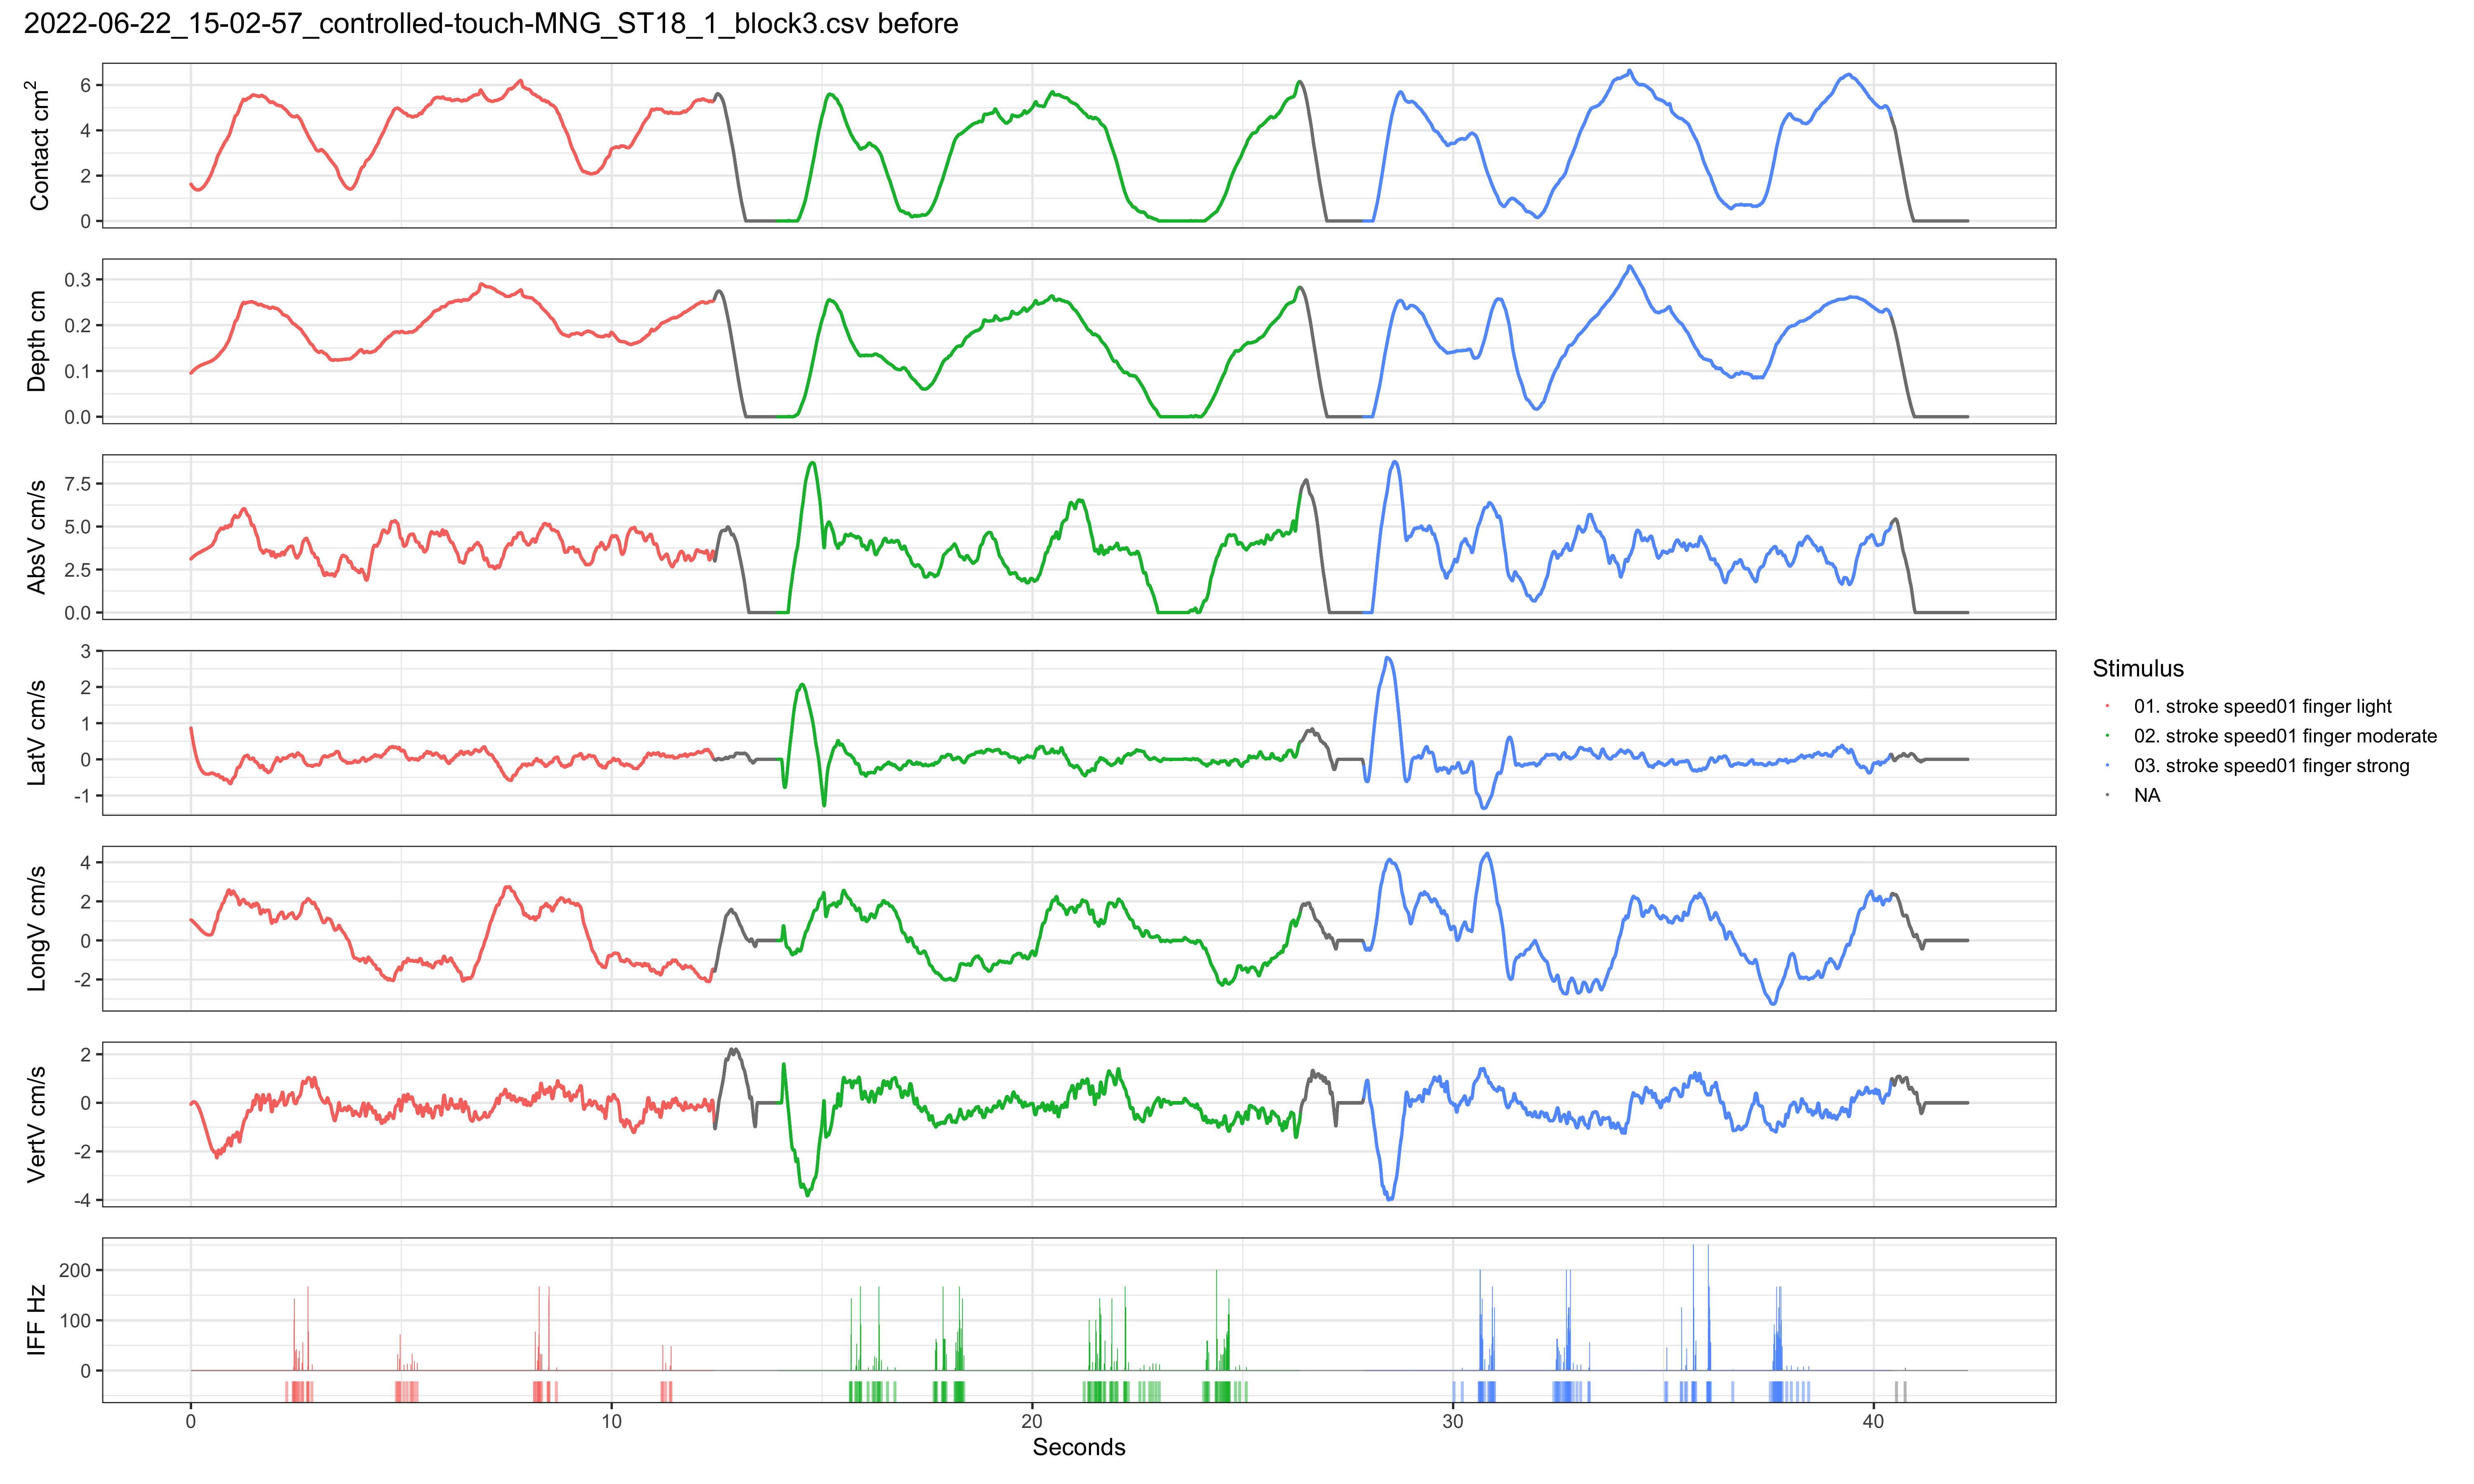 2022-06-22_15-02-57_controlled-touch-MNG_ST18_1_block3.csv before
Contact cm²
6
4
2
0
Depth cm
0.3
0.2
0.1
0.0
AbsV cm/s
7.5
5.0
2.5
0.0
LatV cm/s
3
2
1
0
-1
LongV cm/s
4
2
0
-2
VertV cm/s
2
0
-2
-4
IFF Hz
200
100
0
0 10 20 30 40
Seconds
Stimulus
01. stroke speed01 finger light
02. stroke speed01 finger moderate
03. stroke speed01 finger strong
NA